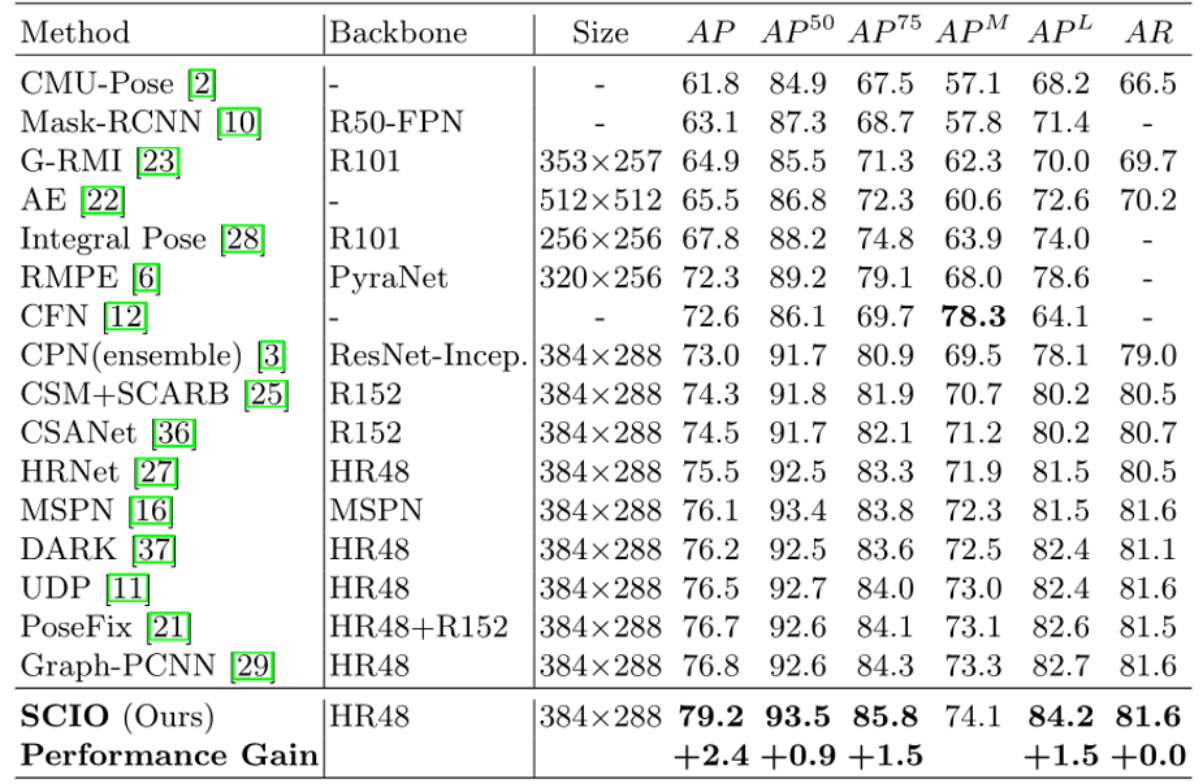 Method Backbone Size AP AP^50 AP^75 AP^M AP^L AR
CMU-Pose [2] - - 61.8 84.9 67.5 57.1 68.2 66.5
Mask-RCNN [10] R50-FPN - 63.1 87.3 68.7 57.8 71.4 -
G-RMI [23] R101 353×257 64.9 85.5 71.3 62.3 70.0 69.7
AE [22] - 512×512 65.5 86.8 72.3 60.6 72.6 70.2
Integral Pose [28] R101 256×256 67.8 88.2 74.8 63.9 74.0 -
RMPE [6] PyraNet 320×256 72.3 89.2 79.1 68.0 78.6 -
CFN [12] - - 72.6 86.1 69.7 78.3 64.1 -
CPN(ensemble) [3] ResNet-Incep. 384×288 73.0 91.7 80.9 69.5 78.1 79.0
CSM+SCARB [25] R152 384×288 74.3 91.8 81.9 70.7 80.2 80.5
CSANet [36] R152 384×288 74.5 91.7 82.1 71.2 80.2 80.7
HRNet [27] HR48 384×288 75.5 92.5 83.3 71.9 81.5 80.5
MSPN [16] MSPN 384×288 76.1 93.4 83.8 72.3 81.5 81.6
DARK [37] HR48 384×288 76.2 92.5 83.6 72.5 82.4 81.1
UDP [11] HR48 384×288 76.5 92.7 84.0 73.0 82.4 81.6
PoseFix [21] HR48+R152 384×288 76.7 92.6 84.1 73.1 82.6 81.5
Graph-PCNN [29] HR48 384×288 76.8 92.6 84.3 73.3 82.7 81.6
SCIO (Ours) HR48 384×288 79.2 93.5 85.8 74.1 84.2 81.6
Performance Gain +2.4 +0.9 +1.5 +1.5 +0.0